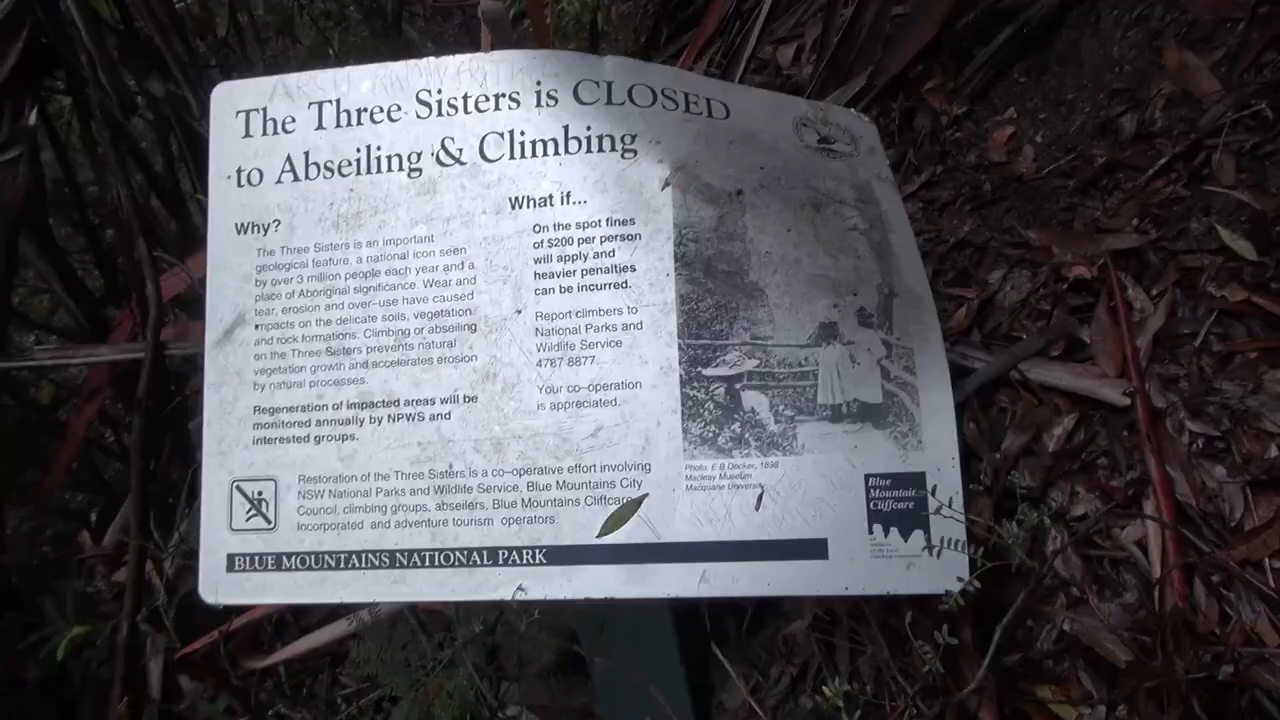 The Three Sisters is CLOSED
to Abseiling & Climbing
Why?
The Three Sisters is an important
geological feature, a national icon seen
by over 3 million people each year and a
place of Aboriginal significance. Wear and
tear, erosion and over-use have caused
impacts on the delicate soils, vegetation
and rock formations. Climbing or abseiling
on the Three Sisters prevents natural
vegetation growth and accelerates erosion
by natural processes.
Regeneration of impacted areas will be
monitored annually by NPWS and
interested groups.
What if...
On the spot fines
of $200 per person
will apply and
heavier penalties
can be incurred.
Report climbers to
National Parks and
Wildlife Service
4787 8877.
Your co-operation
is appreciated.
Photo: E B Docker, 1898
Macleay Museum
Macquarie University
Restoration of the Three Sisters is a co-operative effort involving
NSW National Parks and Wildlife Service, Blue Mountains City
Council, climbing groups, abseilers, Blue Mountains Cliffcare
Incorporated and adventure tourism operators.
BLUE MOUNTAINS NATIONAL PARK
Blue
Mountains
Cliffcare